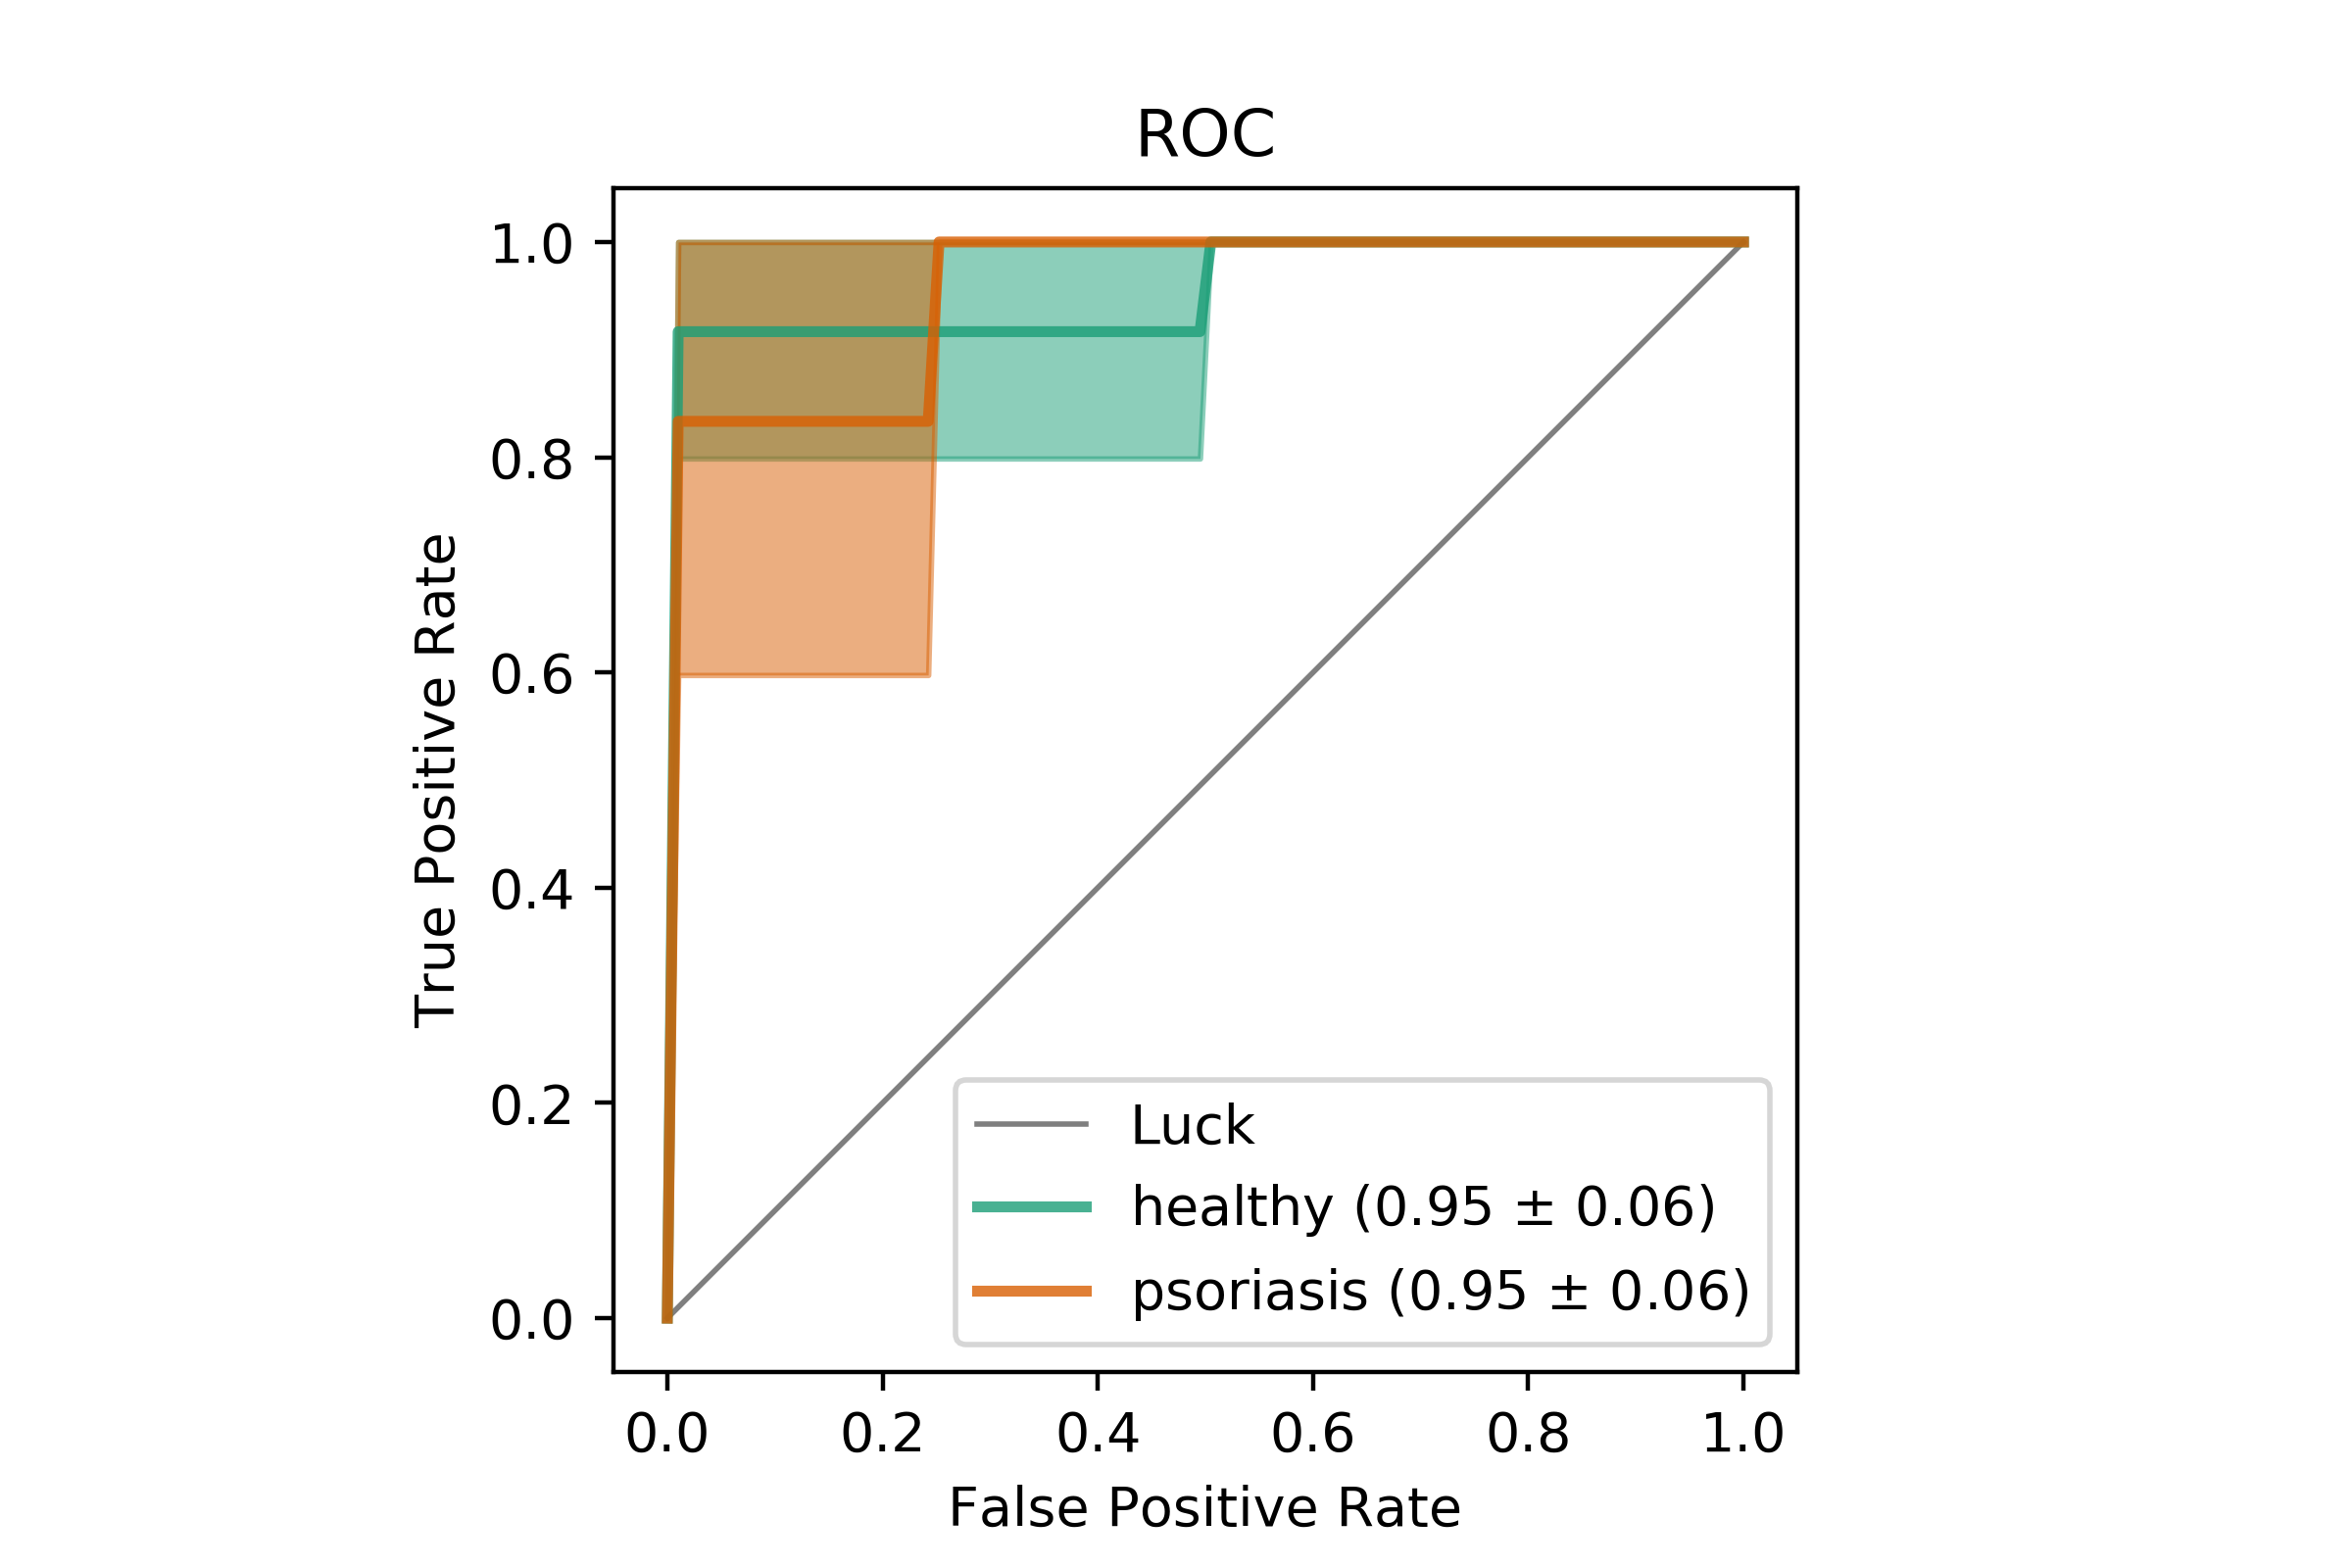 ROC
True Positive Rate
1.0
0.8
0.6
0.4
0.2
0.0
Luck
healthy (0.95 ± 0.06)
psoriasis (0.95 ± 0.06)
0.0 0.2 0.4 0.6 0.8 1.0
False Positive Rate